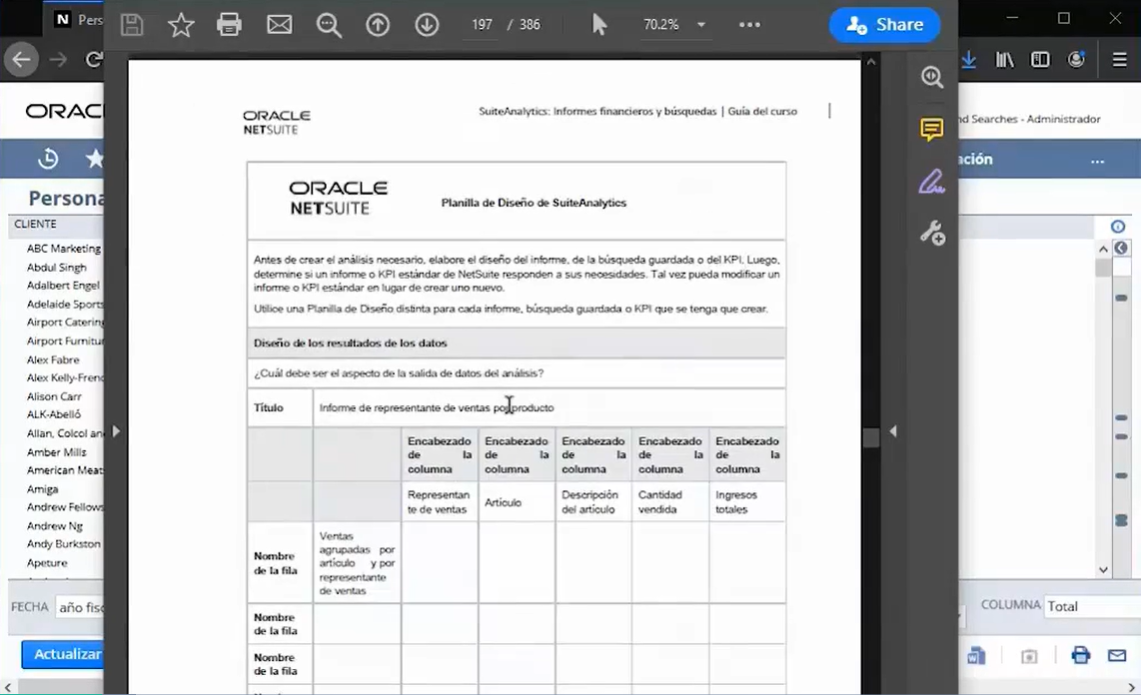 N Pers
197 / 386
70.2%
Share
ORACL
nd Searches - Administrador
ación
Persona
CLIENTE
ABC Marketing
Abdul Singh
Adalbert Engel
Adelaide Sports
Airport Catering
Airport Furnitur
Alex Fabre
Alex Kelly-Frenc
Alison Carr
ALK-Abelló
Allan, Colcol an
Amber Mills
American Meat
Amiga
Andrew Fellows
Andrew Ng
Andy Burkston
Apeture
FECHA año fisc
Actualizar
COLUMNA Total
ORACLE
NETSUITE
SuiteAnalytics: Informes financieros y búsquedas | Guía del curso
ORACLE
NETSUITE
Planilla de Diseño de SuiteAnalytics
Antes de crear el análisis necesario, elabore el diseño del informe, de la búsqueda guardada o del KPI. Luego,
determine si un informe o KPI estándar de NetSuite responden a sus necesidades. Tal vez pueda modificar un
informe o KPI estándar en lugar de crear uno nuevo.
Utilice una Planilla de Diseño distinta para cada informe, búsqueda guardada o KPI que se tenga que crear.
Diseño de los resultados de los datos
¿Cuál debe ser el aspecto de la salida de datos del análisis?
Título Informe de representante de ventas por producto
Encabezado
de la
columna
Encabezado
de la
columna
Encabezado
de la
columna
Encabezado
de la
columna
Encabezado
de la
columna
Representan
te de ventas
Artículo
Descripción
del artículo
Cantidad
vendida
Ingresos
totales
Nombre
de la fila
Ventas
agrupadas por
artículo y por
representante
de ventas
Nombre
de la fila
Nombre
de la fila